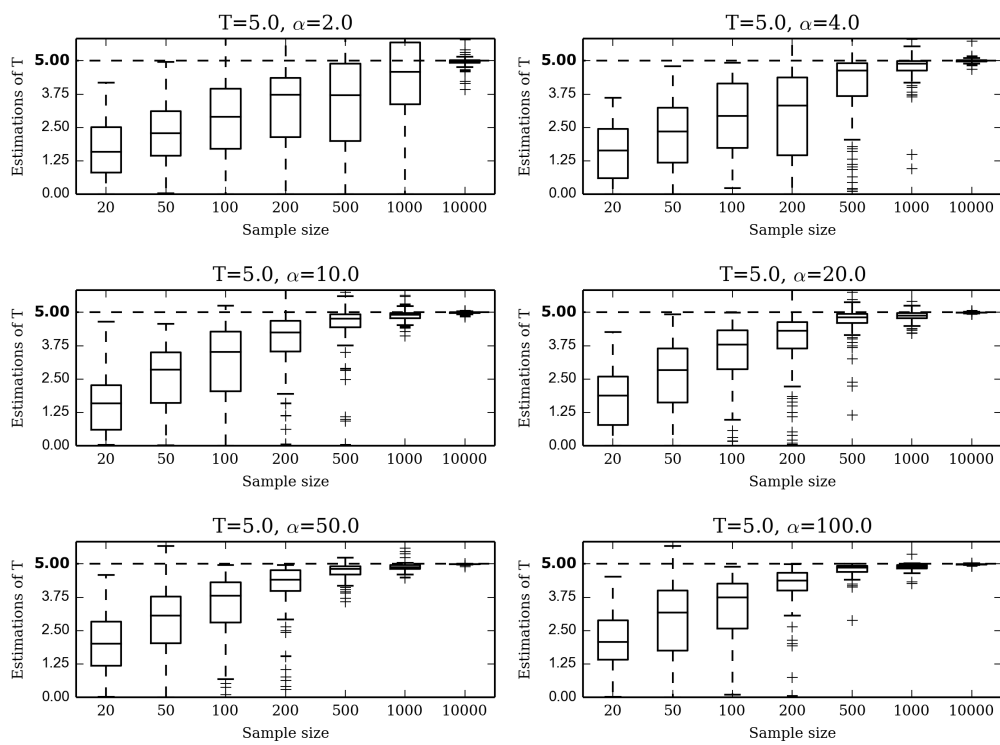 T=5.0, α=2.0
Estimations of T
5.00
3.75
2.50
1.25
0.00
20 50 100 200 500 1000 10000
Sample size
T=5.0, α=4.0
Estimations of T
5.00
3.75
2.50
1.25
0.00
20 50 100 200 500 1000 10000
Sample size
T=5.0, α=10.0
Estimations of T
5.00
3.75
2.50
1.25
0.00
20 50 100 200 500 1000 10000
Sample size
T=5.0, α=20.0
Estimations of T
5.00
3.75
2.50
1.25
0.00
20 50 100 200 500 1000 10000
Sample size
T=5.0, α=50.0
Estimations of T
5.00
3.75
2.50
1.25
0.00
20 50 100 200 500 1000 10000
Sample size
T=5.0, α=100.0
Estimations of T
5.00
3.75
2.50
1.25
0.00
20 50 100 200 500 1000 10000
Sample size